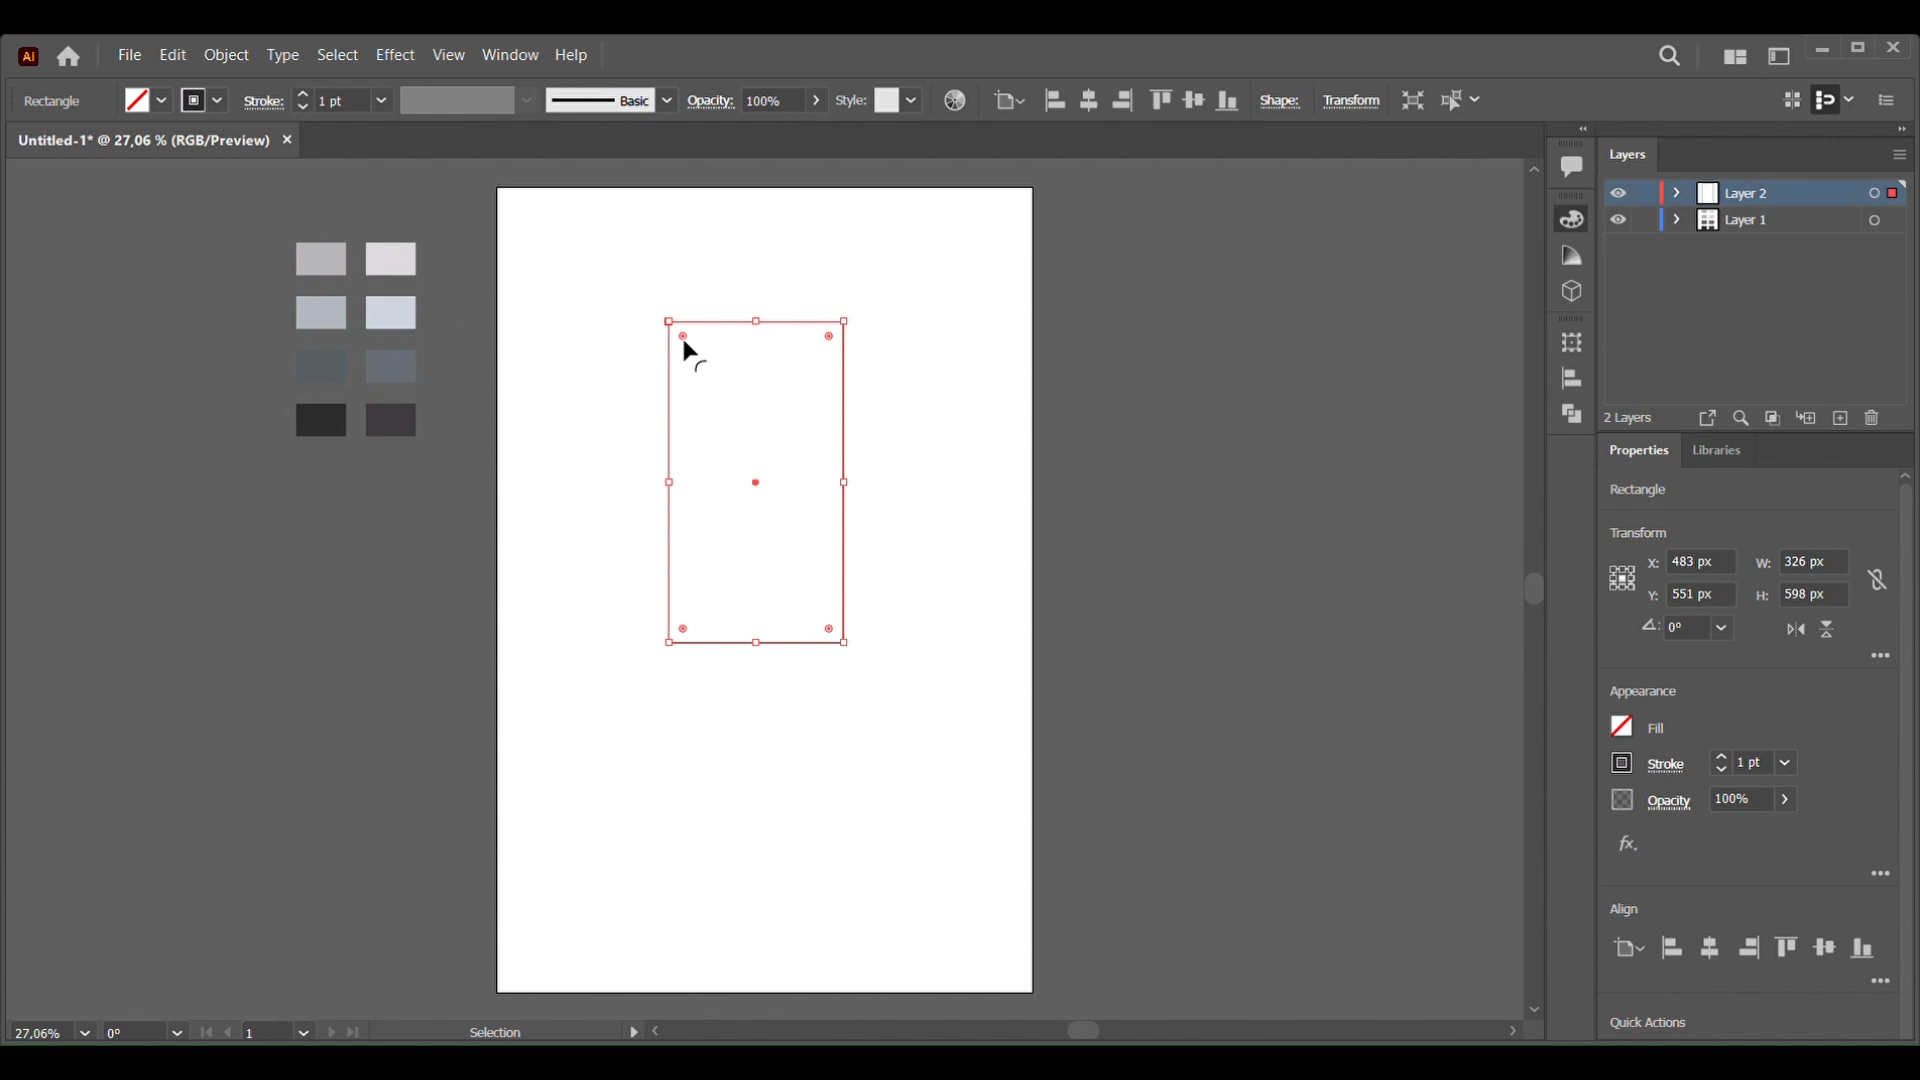 Ai File Edit Object Type Select Effect View Window Help
Rectangle Stroke: 1 pt Basic Opacity: 100% Style: Shape: Transform
Untitled-1* @ 27,06 % (RGB/Preview)
Layers
Layer 2
Layer 1
2 Layers
Properties Libraries
Rectangle
Transform
X: 483 px W: 326 px
Y: 551 px H: 598 px
0°
Appearance
Fill
Stroke 1 pt
Opacity 100%
fx.
Align
Quick Actions
27,06% 0° 1 Selection